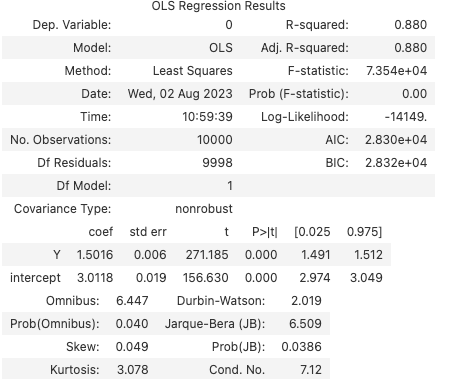 OLS Regression Results
Dep. Variable: 0 R-squared: 0.880
Model: OLS Adj. R-squared: 0.880
Method: Least Squares F-statistic: 7.354e+04
Date: Wed, 02 Aug 2023 Prob (F-statistic): 0.00
Time: 10:59:39 Log-Likelihood: -14149.
No. Observations: 10000 AIC: 2.830e+04
Df Residuals: 9998 BIC: 2.832e+04
Df Model: 1
Covariance Type: nonrobust
coef std err t P>|t| [0.025 0.975]
Y 1.5016 0.006 271.185 0.000 1.491 1.512
intercept 3.0118 0.019 156.630 0.000 2.974 3.049
Omnibus: 6.447 Durbin-Watson: 2.019
Prob(Omnibus): 0.040 Jarque-Bera (JB): 6.509
Skew: 0.049 Prob(JB): 0.0386
Kurtosis: 3.078 Cond. No. 7.12